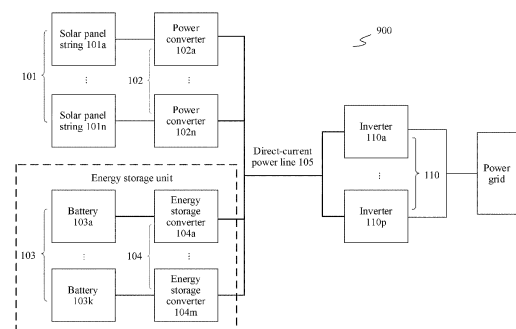 Solar panel
string 101a
Power
converter
102a
900
101
⋮
102
⋮
Solar panel
string 101n
Power
converter
102n
Direct-current
power line 105
Inverter
110a
⋮
110
Inverter
110p
Power
grid
Energy storage unit
Battery
103a
Energy
storage
converter
104a
103
⋮
104
⋮
Battery
103k
Energy
storage
converter
104m